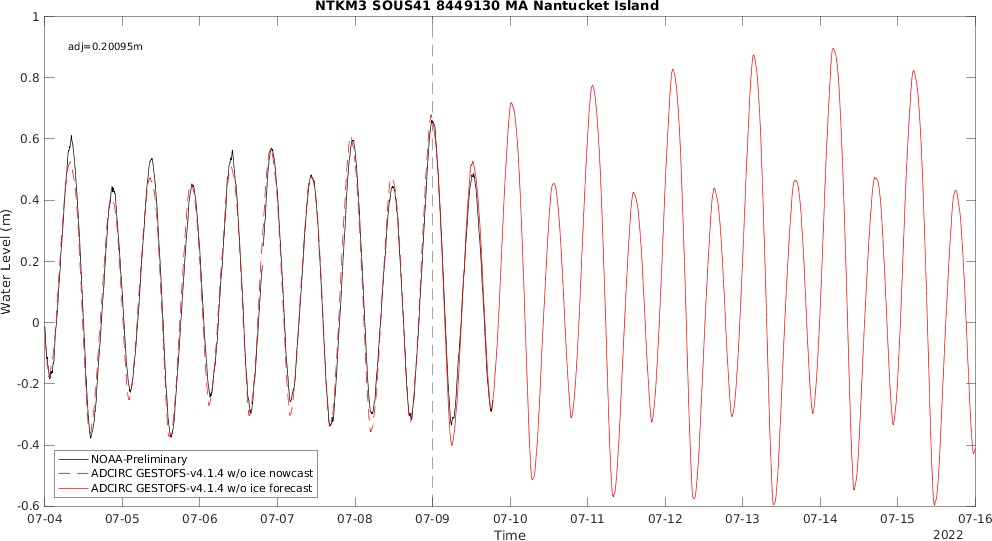 NTKM3 SOUS41 8449130 MA Nantucket Island
1
adj=0.20095m
0.8
0.6
0.4
0.2
0
-0.2
-0.4
-0.6
Water Level (m)
NOAA-Preliminary
ADCIRC GESTOFS-v4.1.4 w/o ice nowcast
ADCIRC GESTOFS-v4.1.4 w/o ice forecast
07-04 07-05 07-06 07-07 07-08 07-09 07-10 07-11 07-12 07-13 07-14 07-15 07-16
Time
2022